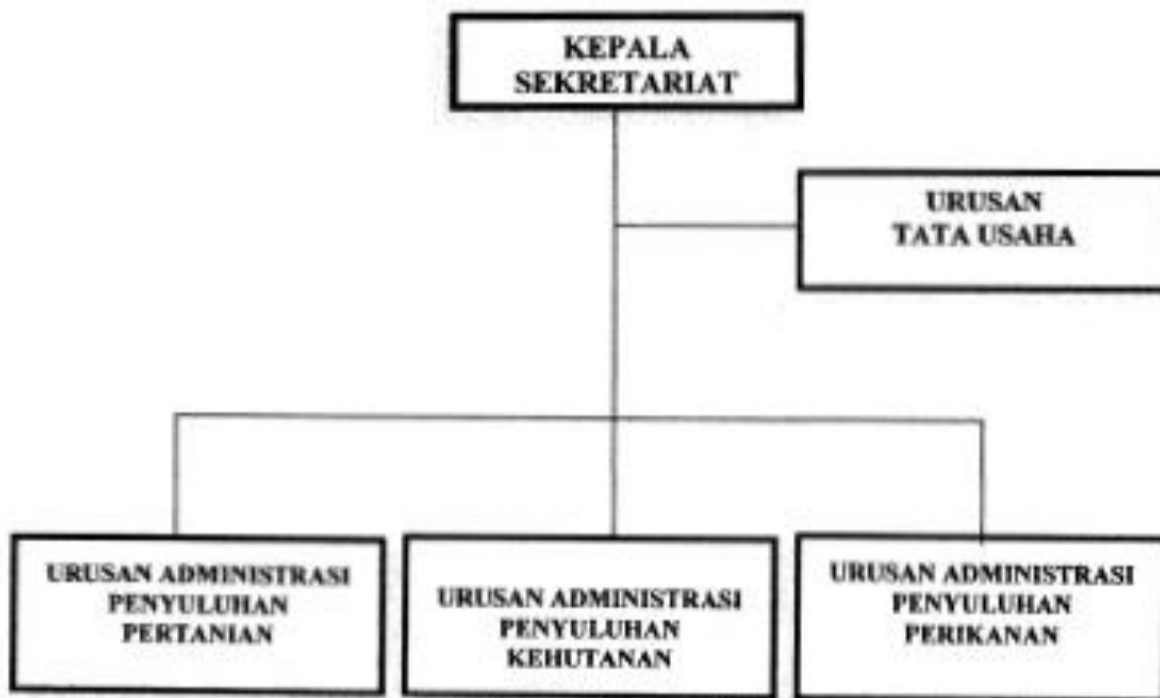 KEPALA
SEKRETARIAT
URUSAN
TATA USAHA
URUSAN ADMINISTRASI
PENYULUHAN
PERTANIAN
URUSAN ADMINISTRASI
PENYULUHAN
KEHUTANAN
URUSAN ADMINISTRASI
PENYULUHAN
PERIKANAN